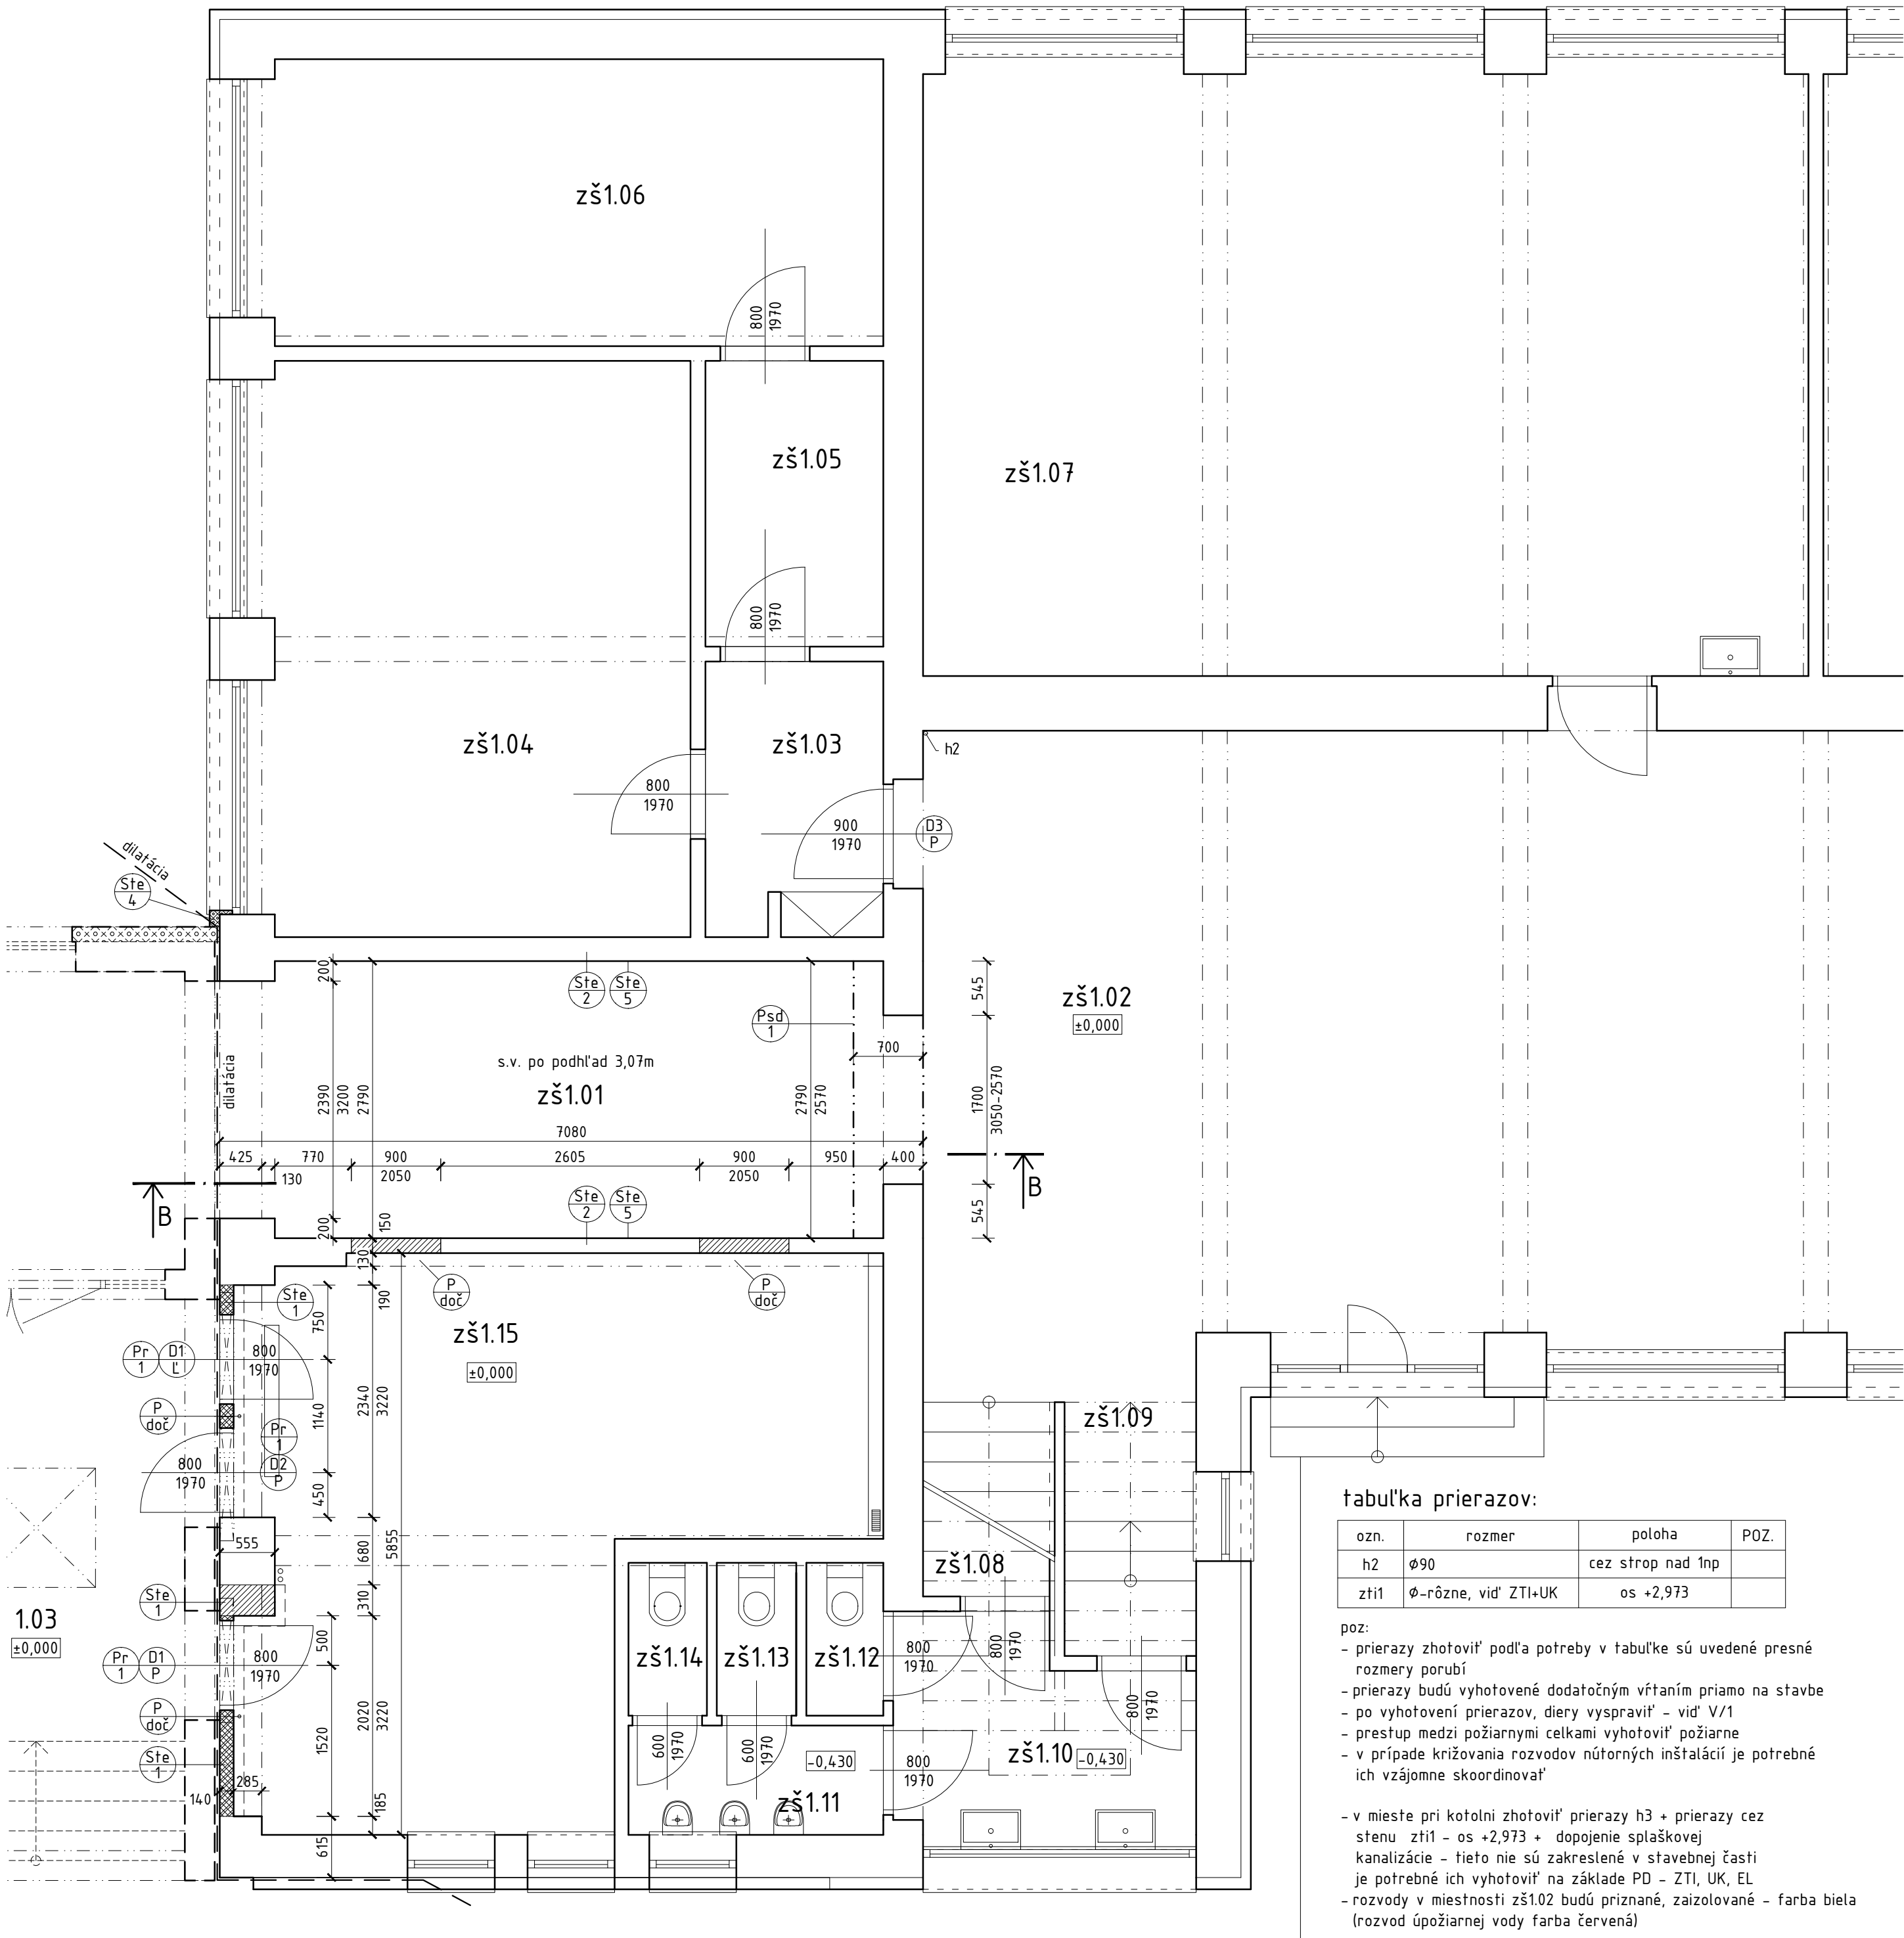 zš1.06
800
1970
zš1.05
zš1.07
800
1970
zš1.04
zš1.03
h2
800
1970
900
1970
D3
P
dilatácia
Ste
4
200
Ste
2
Ste
5
545
zš1.02
±0,000
Psd
1
700
s.v. po podhľad 3,07m
zš1.01
dilatácia
2390
3200
2790
2790
2570
1700
3050-2570
7080
425
770
900
2605
900
950
400
130
2050
2050
B
B
200
150
Ste
2
Ste
5
545
130
P
doč
P
doč
Ste
1
190
750
zš1.15
±0,000
Pr
1
D1
Ľ
800
1970
P
doč
1140
2340
3220
Pr
1
D2
P
800
1970
450
zš1.09
555
680
5855
310
zš1.08
Ste
1
1.03
±0,000
500
zš1.14
zš1.13
zš1.12
800
1970
800
1970
Pr
1
D1
P
800
1970
P
doč
2020
3220
1520
600
1970
600
1970
-0,430
800
1970
zš1.10
-0,430
800
1970
Ste
1
285
140
185
zš1.11
615
tabuľka prierazov:
ozn. rozmer poloha POZ.
h2 ϕ90 cez strop nad 1np
zti1 ϕ-rôzne, viď ZTI+UK os +2,973
poz:
- prierazy zhotoviť podľa potreby v tabuľke sú uvedené presné
rozmery porubí
- prierazy budú vyhotovené dodatočným vŕtaním priamo na stavbe
- po vyhotovení prierazov, diery vyspraviť - viď V/1
- prestup medzi požiarnymi celkami vyhotoviť požiarne
- v prípade križovania rozvodov nútorných inštalácií je potrebné
ich vzájomne skoordinovať
- v mieste pri kotolni zhotoviť prierazy h3 + prierazy cez
stenu zti1 - os +2,973 + dopojenie splaškovej
kanalizácie - tieto nie sú zakreslené v stavebnej časti
je potrebné ich vyhotoviť na základe PD - ZTI, UK, EL
- rozvody v miestnosti zš1.02 budú priznané, zaizolované - farba biela
(rozvod úpožiarnej vody farba červená)